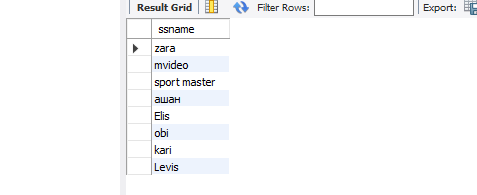 Result Grid Filter Rows: Export:
ssname
zara
mvideo
sport master
ашан
Elis
obi
kari
Levis